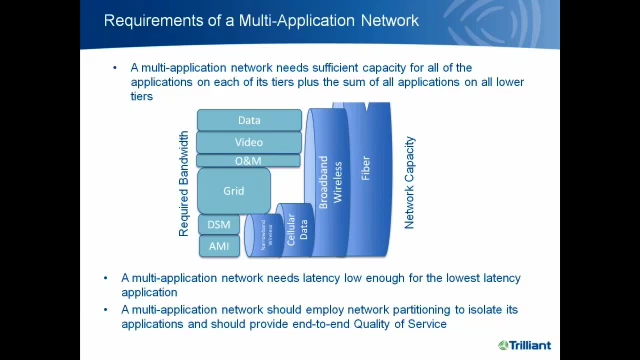 Requirements of a Multi-Application Network
• A multi-application network needs sufficient capacity for all of the
applications on each of its tiers plus the sum of all applications on all lower
tiers
Required Bandwidth
Data
Video
O&M
Grid
DSM
AMI
Narrowband
Wireless
Cellular
Data
Broadband
Wireless
Fiber
Network Capacity
• A multi-application network needs latency low enough for the lowest latency
application
• A multi-application network should employ network partitioning to isolate its
applications and should provide end-to-end Quality of Service
Trilliant